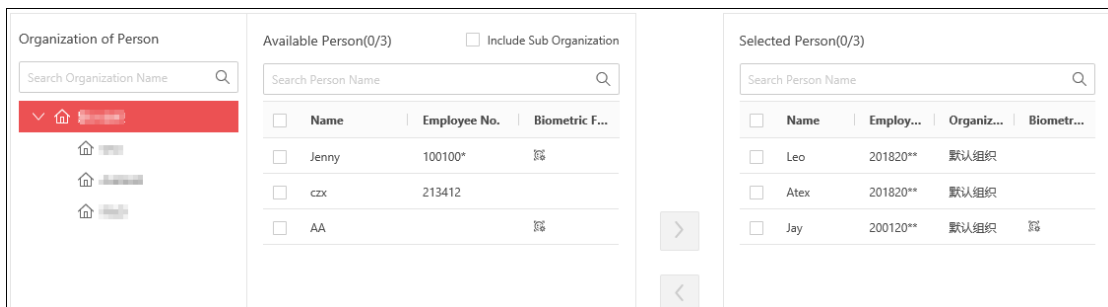 Organization of Person
Search Organization Name
Available Person(0/3)
Include Sub Organization
Search Person Name
Name Employee No. Biometric F...
Jenny 100100*
czx 213412
AA
Selected Person(0/3)
Search Person Name
Name Employ... Organiz... Biometr...
Leo 201820** 默认组织
Atex 201820** 默认组织
Jay 200120** 默认组织